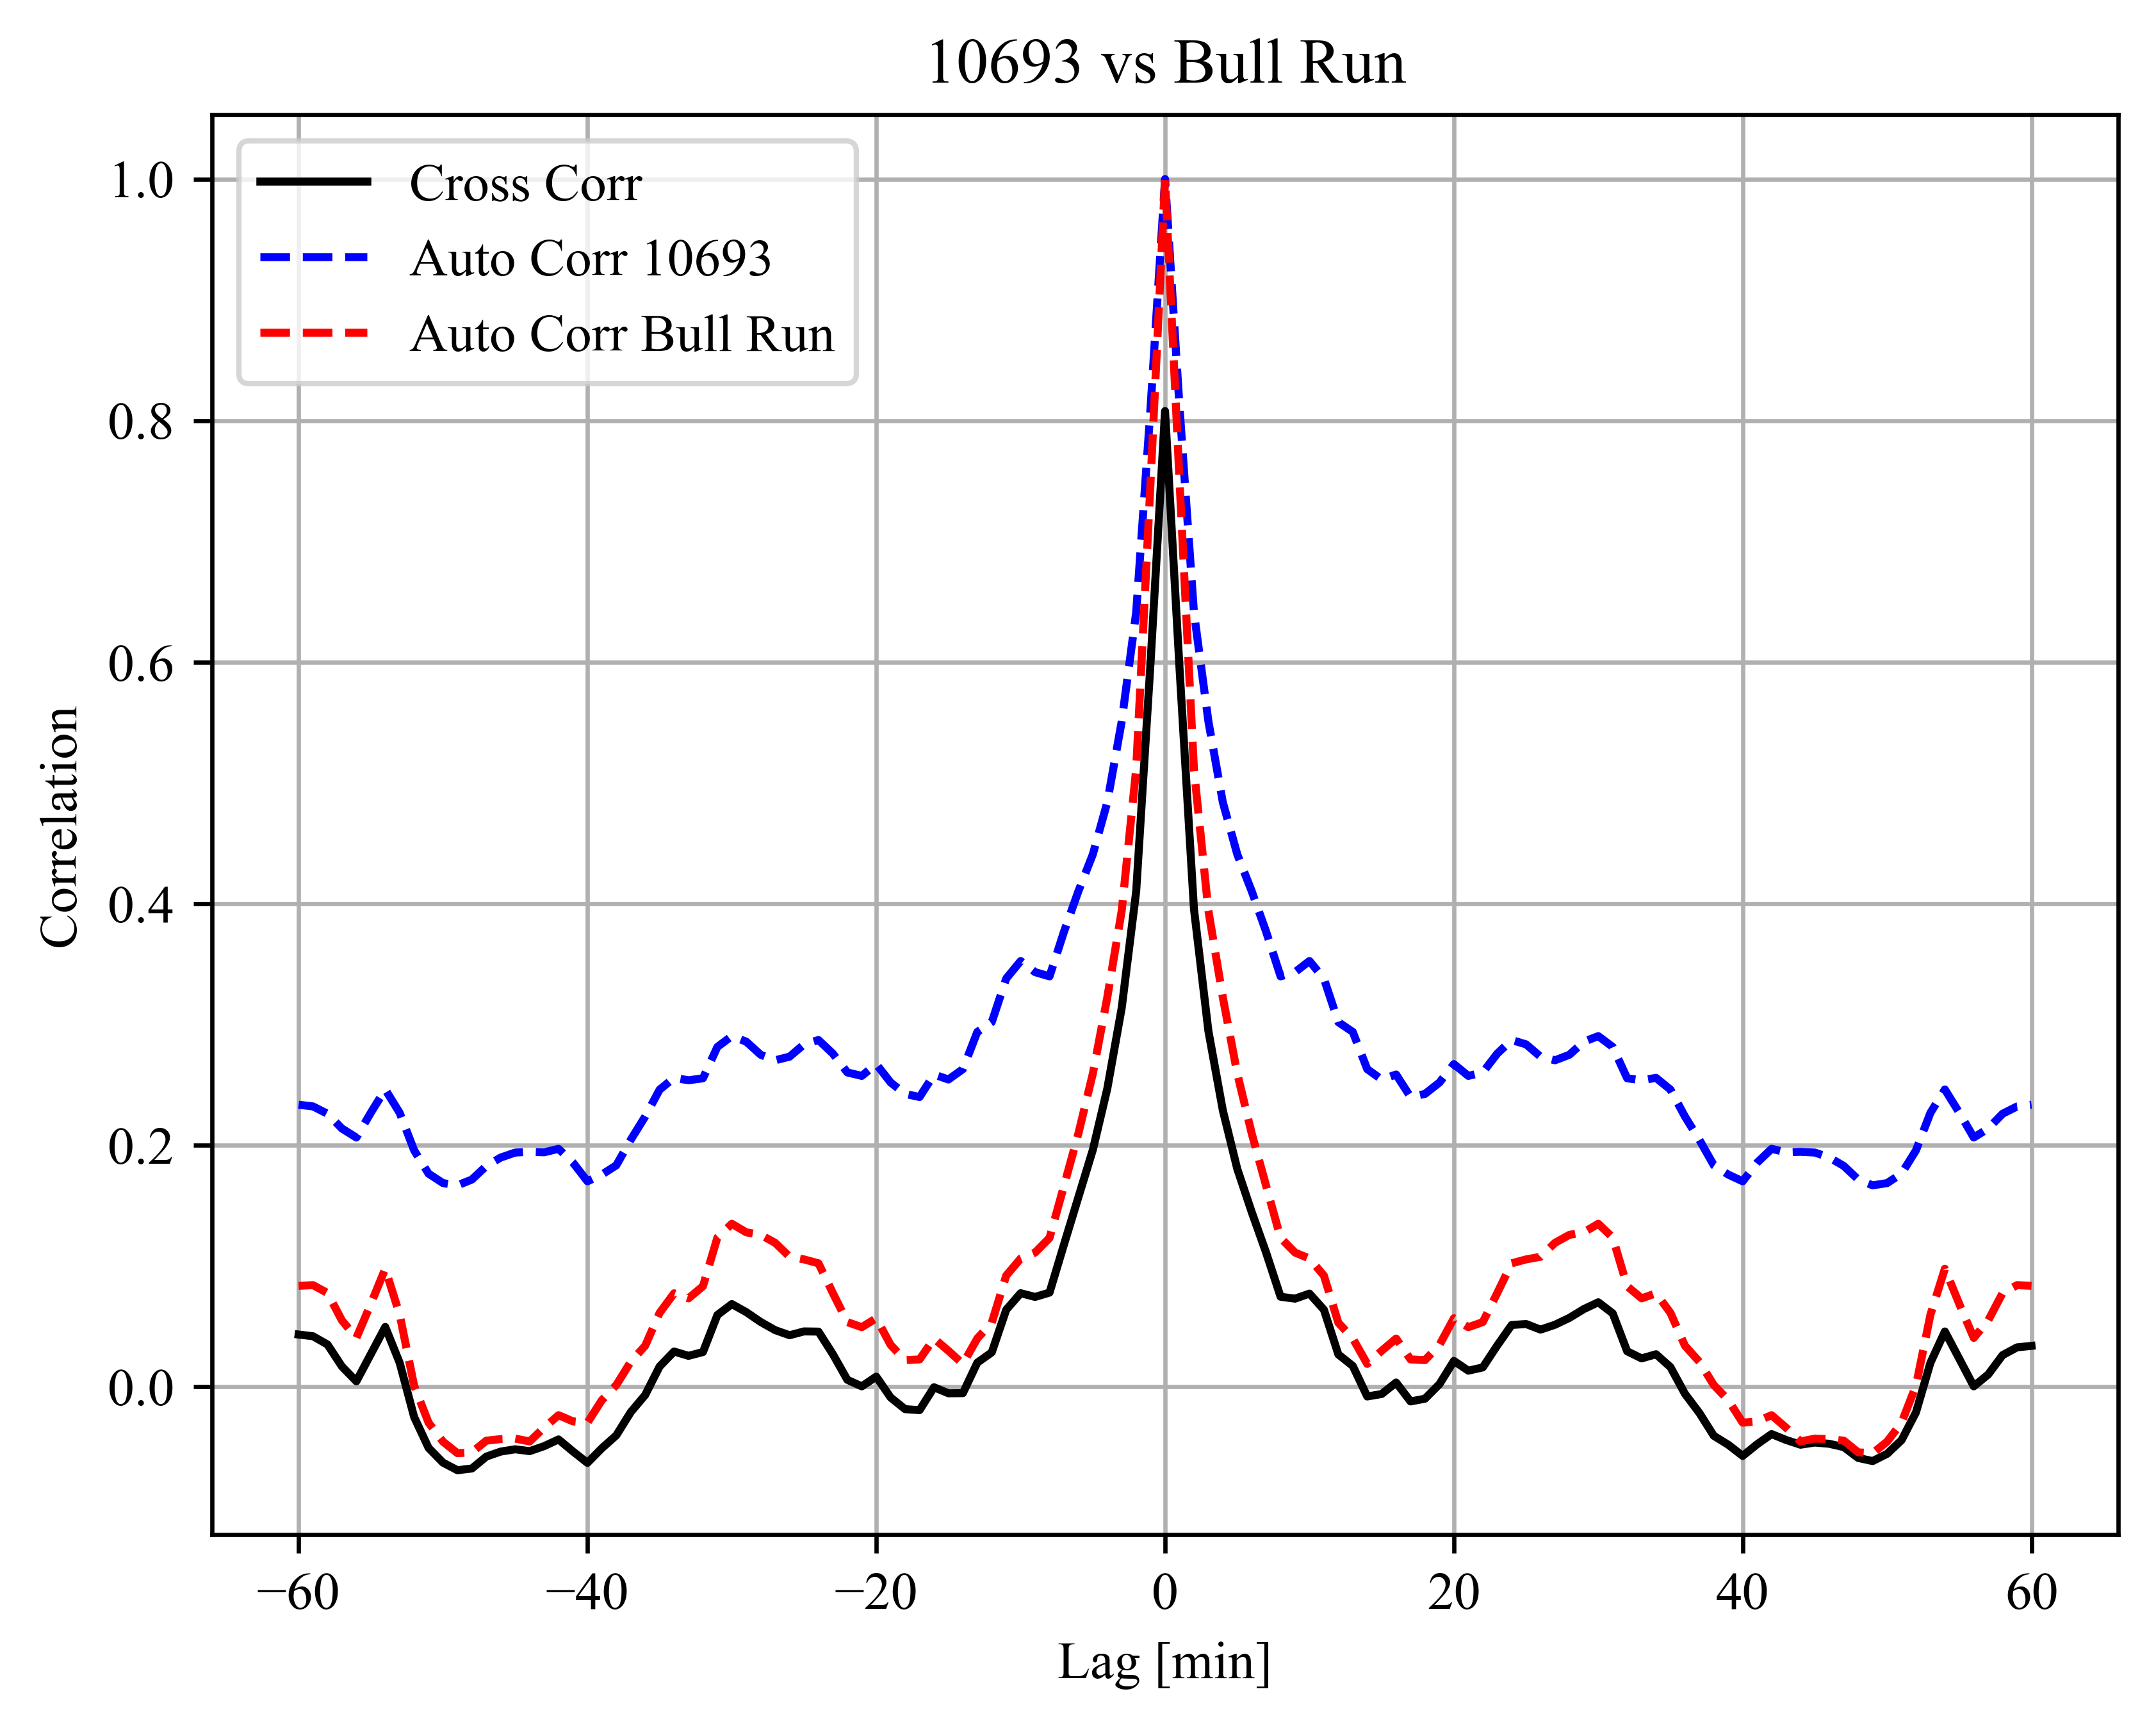 10693 vs Bull Run
Cross Corr
Auto Corr 10693
Auto Corr Bull Run
1.0
0.8
0.6
0.4
0.2
0.0
Correlation
−60 −40 −20 0 20 40 60
Lag [min]